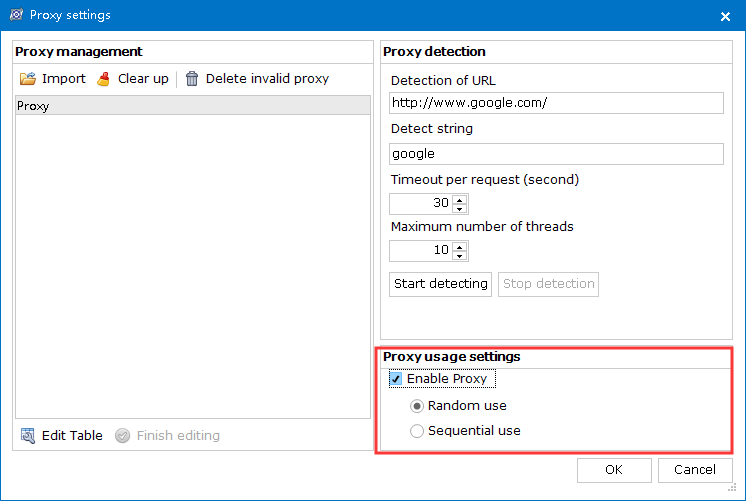 Proxy settings
Proxy management
Import Clear up Delete invalid proxy
Proxy
Edit Table Finish editing
Proxy detection
Detection of URL
http://www.google.com/
Detect string
google
Timeout per request (second)
30
Maximum number of threads
10
Start detecting Stop detection
Proxy usage settings
Enable Proxy
Random use
Sequential use
OK Cancel